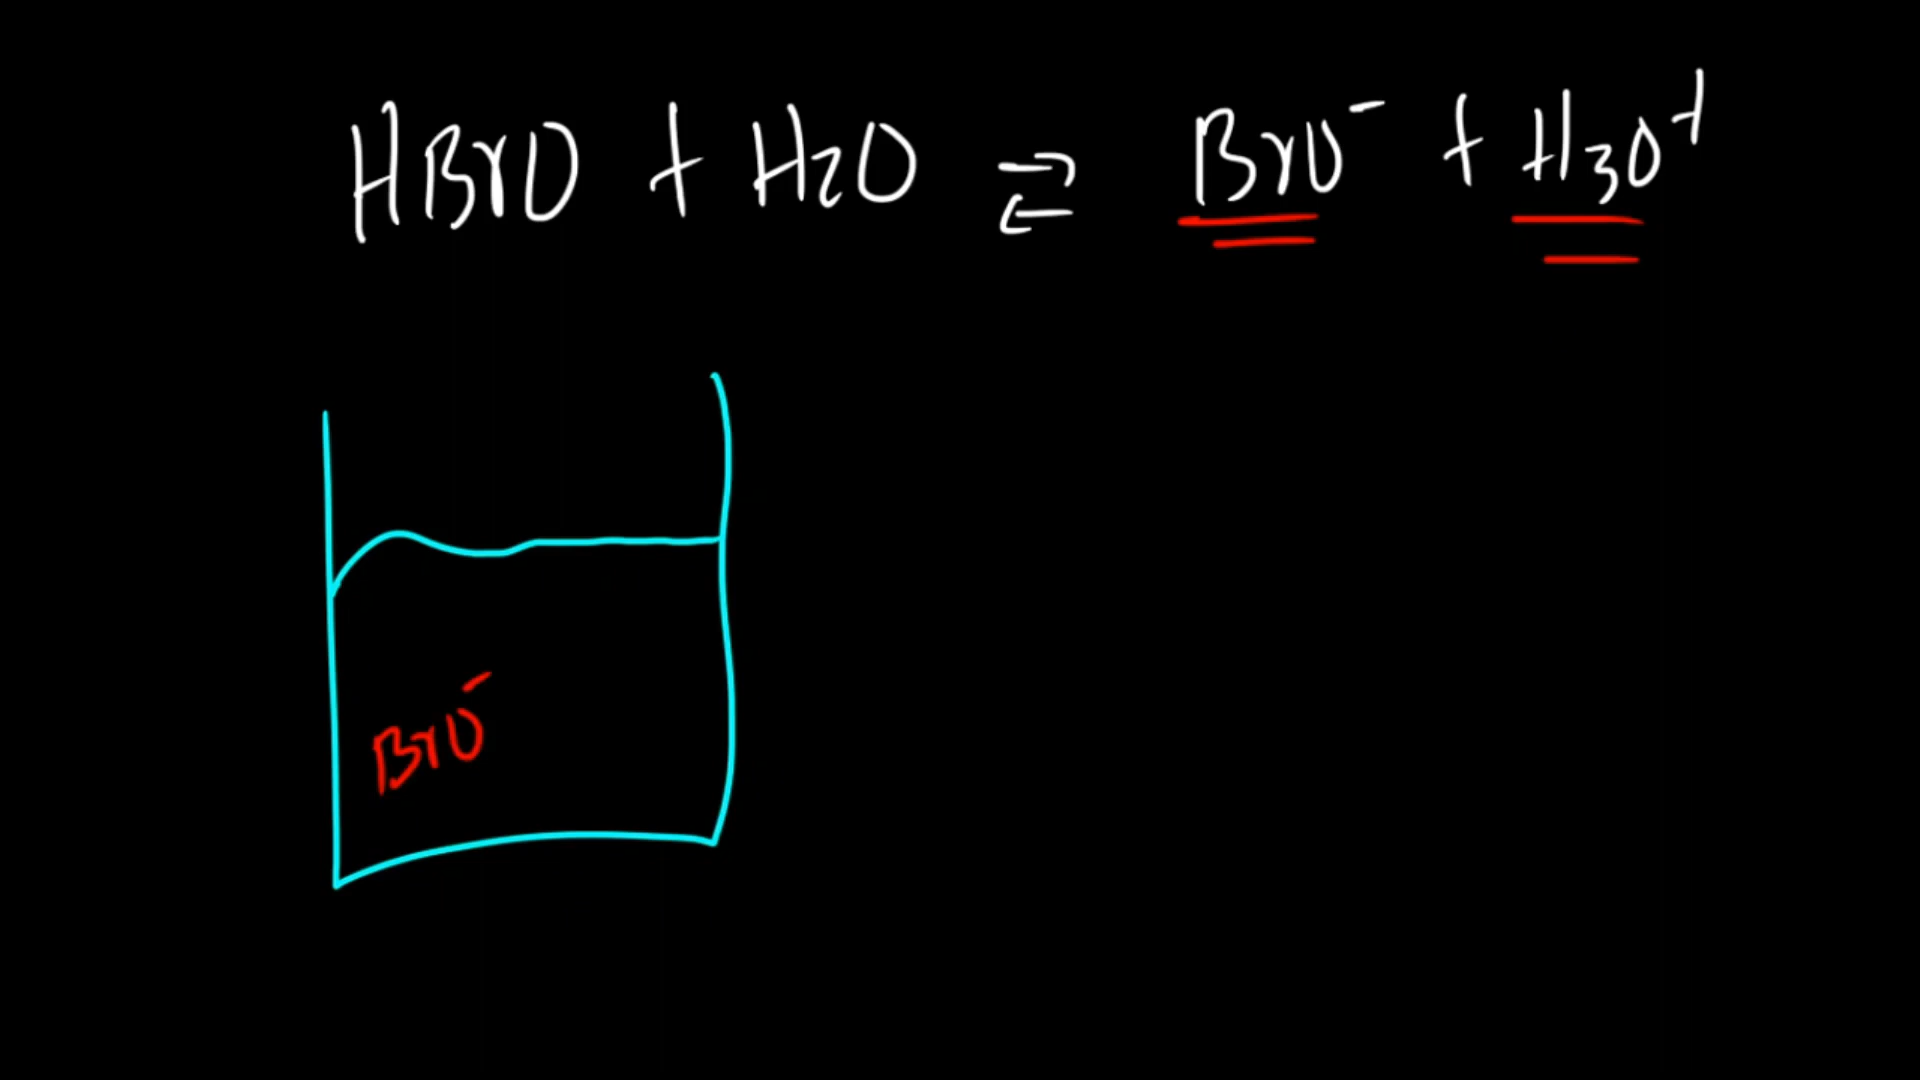 HBrO + H2O ⇌ BrO⁻ + H3O⁺
BrO⁻